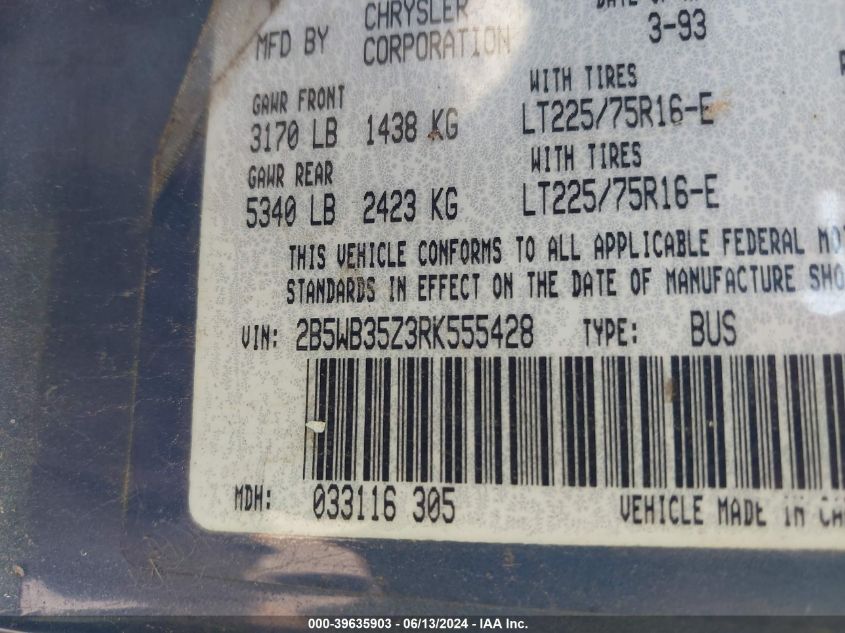 MFD BY CHRYSLER CORPORATION
3-93
GAWR FRONT WITH TIRES
3170 LB 1438 KG LT225/75R16-E
GAWR REAR WITH TIRES
5340 LB 2423 KG LT225/75R16-E
THIS VEHICLE CONFORMS TO ALL APPLICABLE FEDERAL
STANDARDS IN EFFECT ON THE DATE OF MANUFACTURE
VIN: 2B5WB35Z3RK555428 TYPE: BUS
MDH: 033116 305 VEHICLE MADE IN
000-39635903 - 06/13/2024 - IAA Inc.